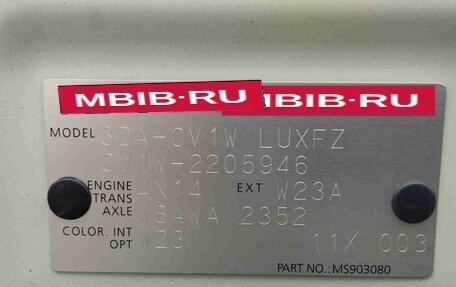 MBIB·RU MBIB·RU
MODEL 3DA-CV1W LUXFZ
CV1W-2205946
ENGINE 4N14 EXT W23A
TRANS
AXLE W8AWA 2352
COLOR. INT W23
OPT 11X 003
PART NO.: MS903080